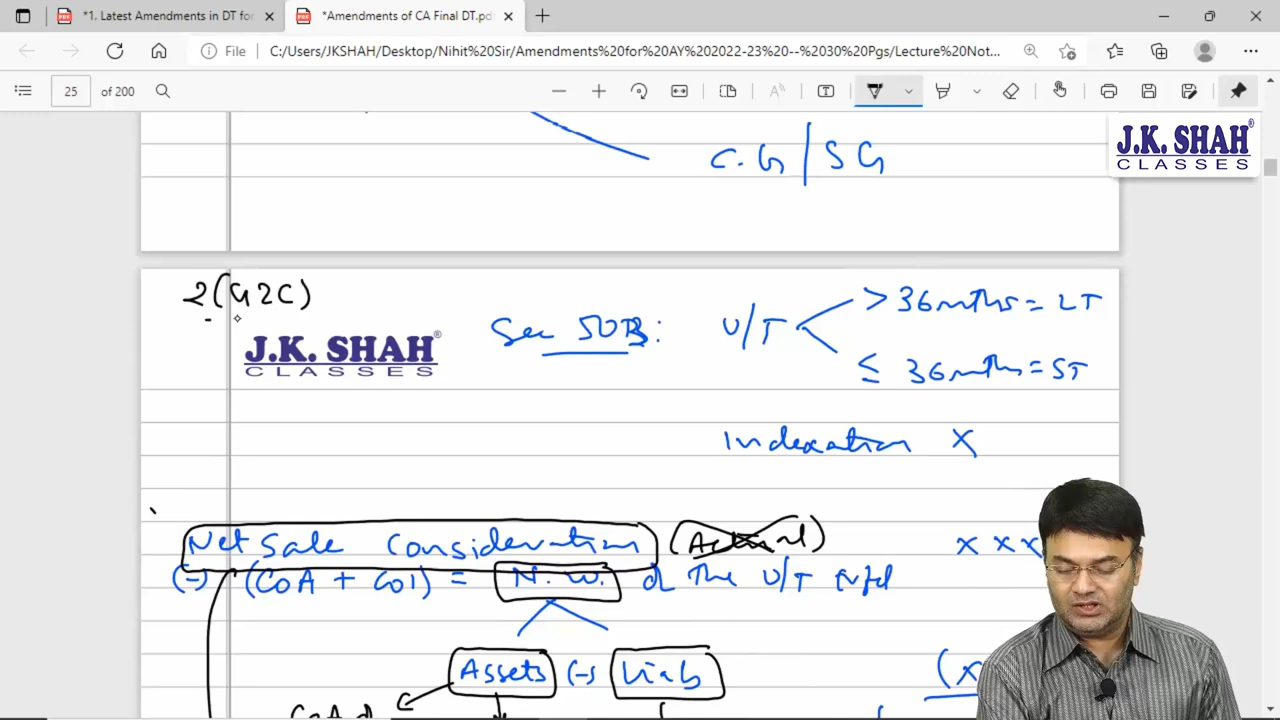 *1. Latest Amendments in DT for
*Amendments of CA Final DT.pdf
File C:/Users/JKSHAH/Desktop/Nihit%20Sir/Amendments%20for%20AY%202022-23%20--%2030%20Pgs/Lecture%20Not...
25 of 200
J.K. SHAH®
CLASSES
C.G/SG
2(42C)
J.K. SHAH®
CLASSES
Sec 50B:
U/T
> 36 mths = LT
≤ 36 mths = ST
Indexation X
Net Sale Consideration (Actual) x x x
(-) (COA + COI) = N.W. of the U/T trfd
Assets (-) Liab (x